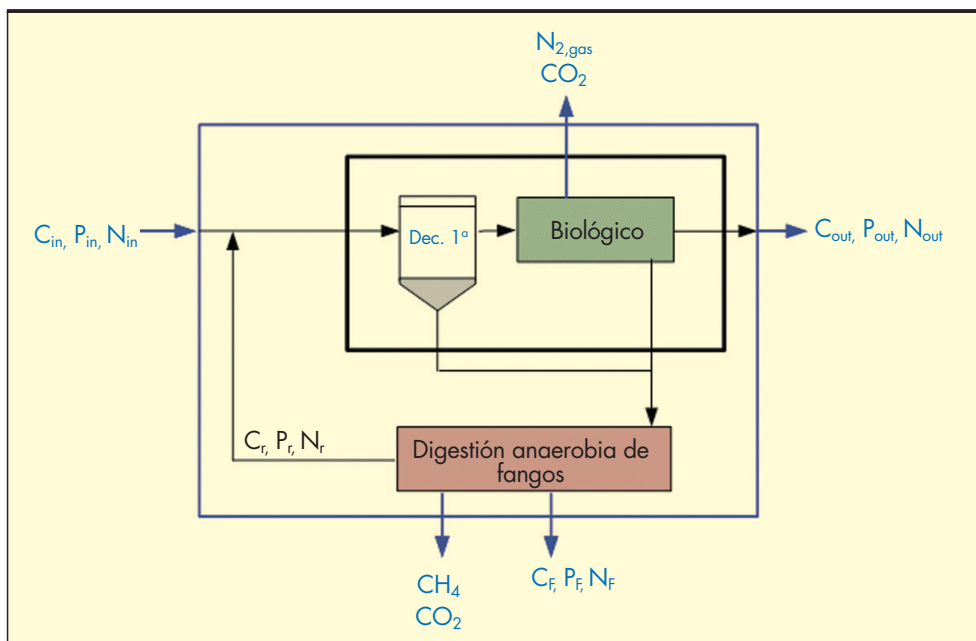 N2,gas
CO2
Cin, Pin, Nin
Dec. 1ª
Biológico
Cout, Pout, Nout
Cr, Pr, Nr
Digestión anaerobia de
fangos
CH4
CO2
CF, PF, NF